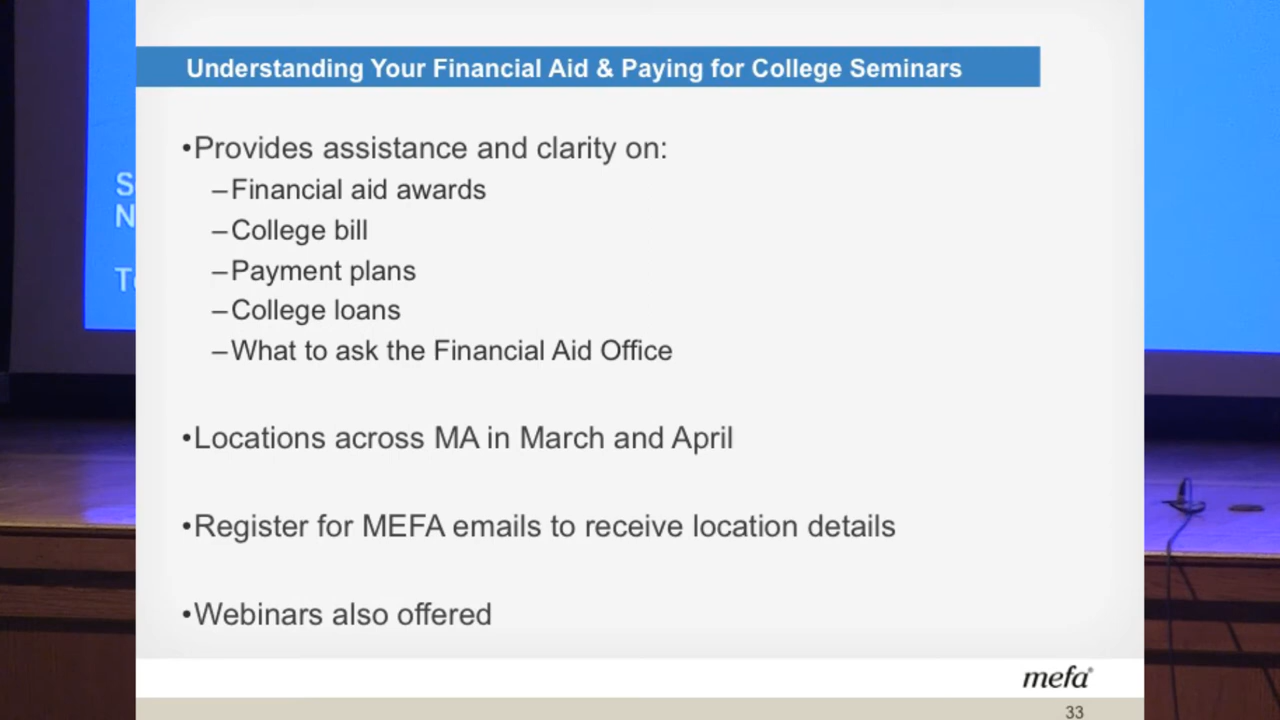 Understanding Your Financial Aid & Paying for College Seminars
•Provides assistance and clarity on:
–Financial aid awards
–College bill
–Payment plans
–College loans
–What to ask the Financial Aid Office
•Locations across MA in March and April
•Register for MEFA emails to receive location details
•Webinars also offered
mefa®
33